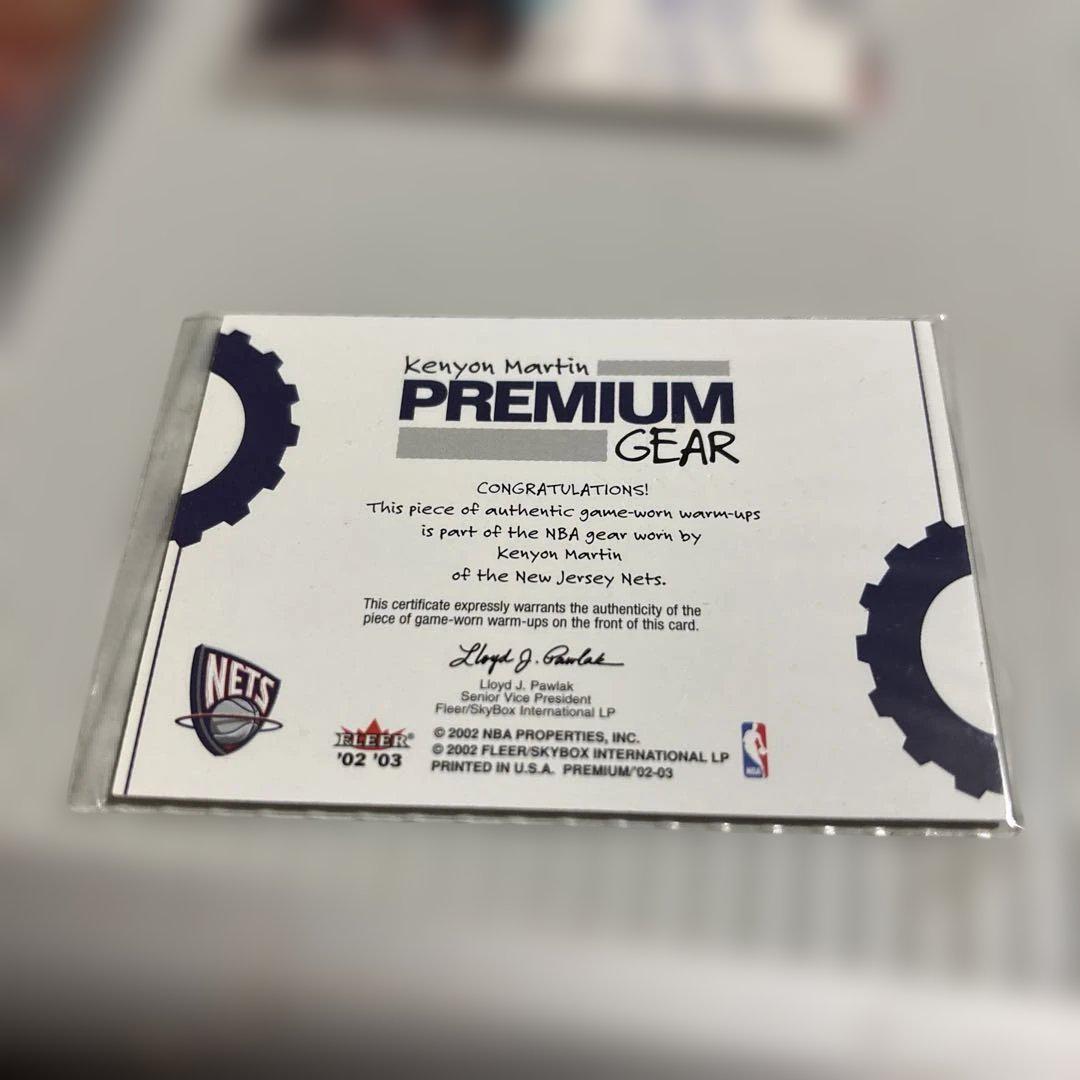 Kenyon Martin
PREMIUM
GEAR
CONGRATULATIONS!
This piece of authentic game-worn warm-ups
is part of the NBA gear worn by
Kenyon Martin
of the New Jersey Nets.
This certificate expressly warrants the authenticity of the
piece of game-worn warm-ups on the front of this card.
Lloyd J. Pawlak
Lloyd J. Pawlak
Senior Vice President
Fleer/SkyBox International LP
NETS
FLEER®
'02 '03
© 2002 NBA PROPERTIES, INC.
© 2002 FLEER/SKYBOX INTERNATIONAL LP
PRINTED IN U.S.A. PREMIUM/'02-03
NBA